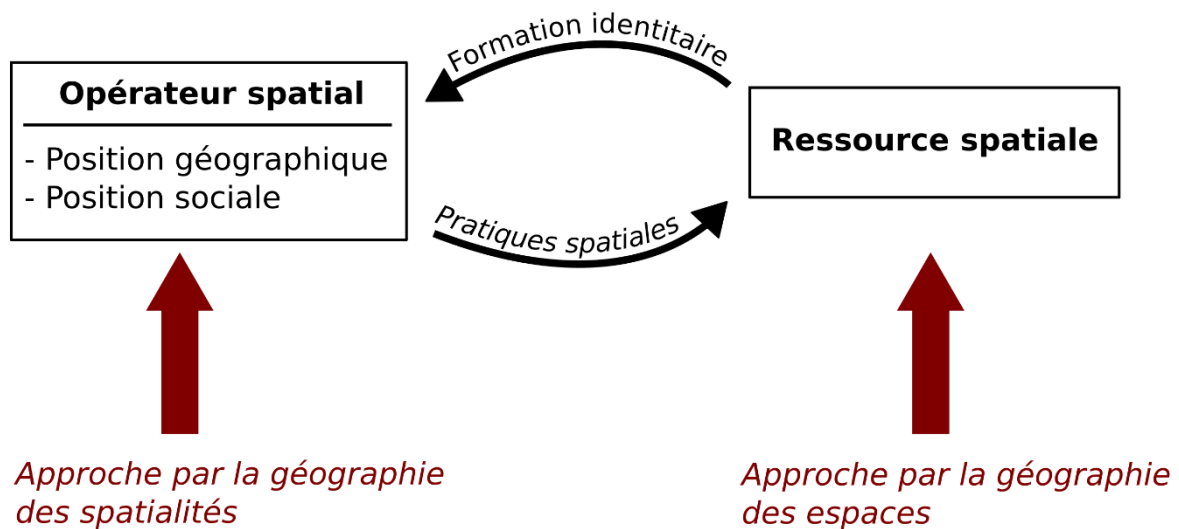 Formation identitaire
Opérateur spatial
- Position géographique
- Position sociale
Ressource spatiale
Pratiques spatiales
Approche par la géographie
des spatialités
Approche par la géographie
des espaces